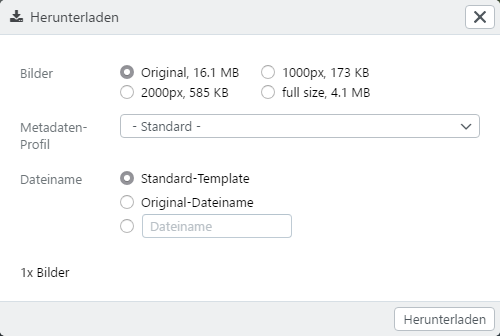 Herunterladen
Bilder
Original, 16.1 MB
1000px, 173 KB
2000px, 585 KB
full size, 4.1 MB
Metadaten-
Profil
- Standard -
Dateiname
Standard-Template
Original-Dateiname
Dateiname
1x Bilder
Herunterladen